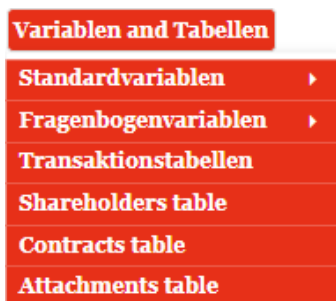 Variablen and Tabellen
Standardvariablen
Fragenbogenvariablen
Transaktionstabellen
Shareholders table
Contracts table
Attachments table